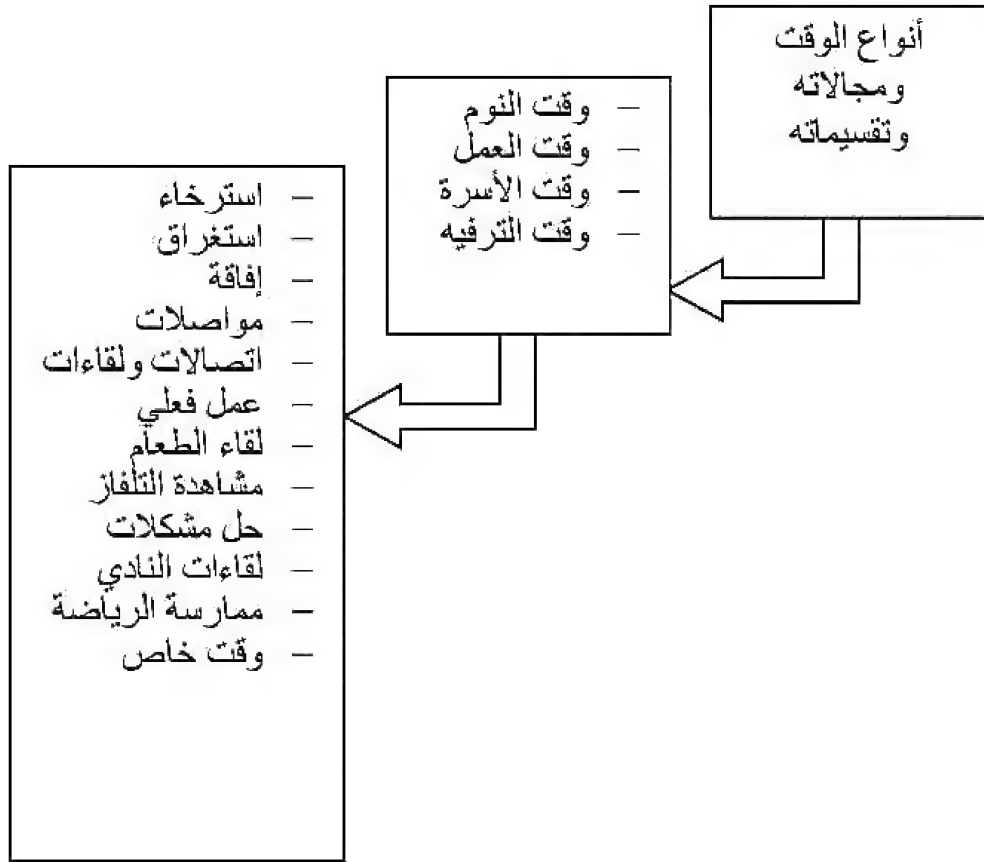 أنواع الوقت
ومجالاته
وتقسيماته
– وقت النوم
– وقت العمل
– وقت الأسرة
– وقت الترفيه
– استرخاء
– استغراق
– إفاقة
– مواصلات
– اتصالات ولقاءات
– عمل فعلي
– لقاء الطعام
– مشاهدة التلفاز
– حل مشكلات
– لقاءات النادي
– ممارسة الرياضة
– وقت خاص